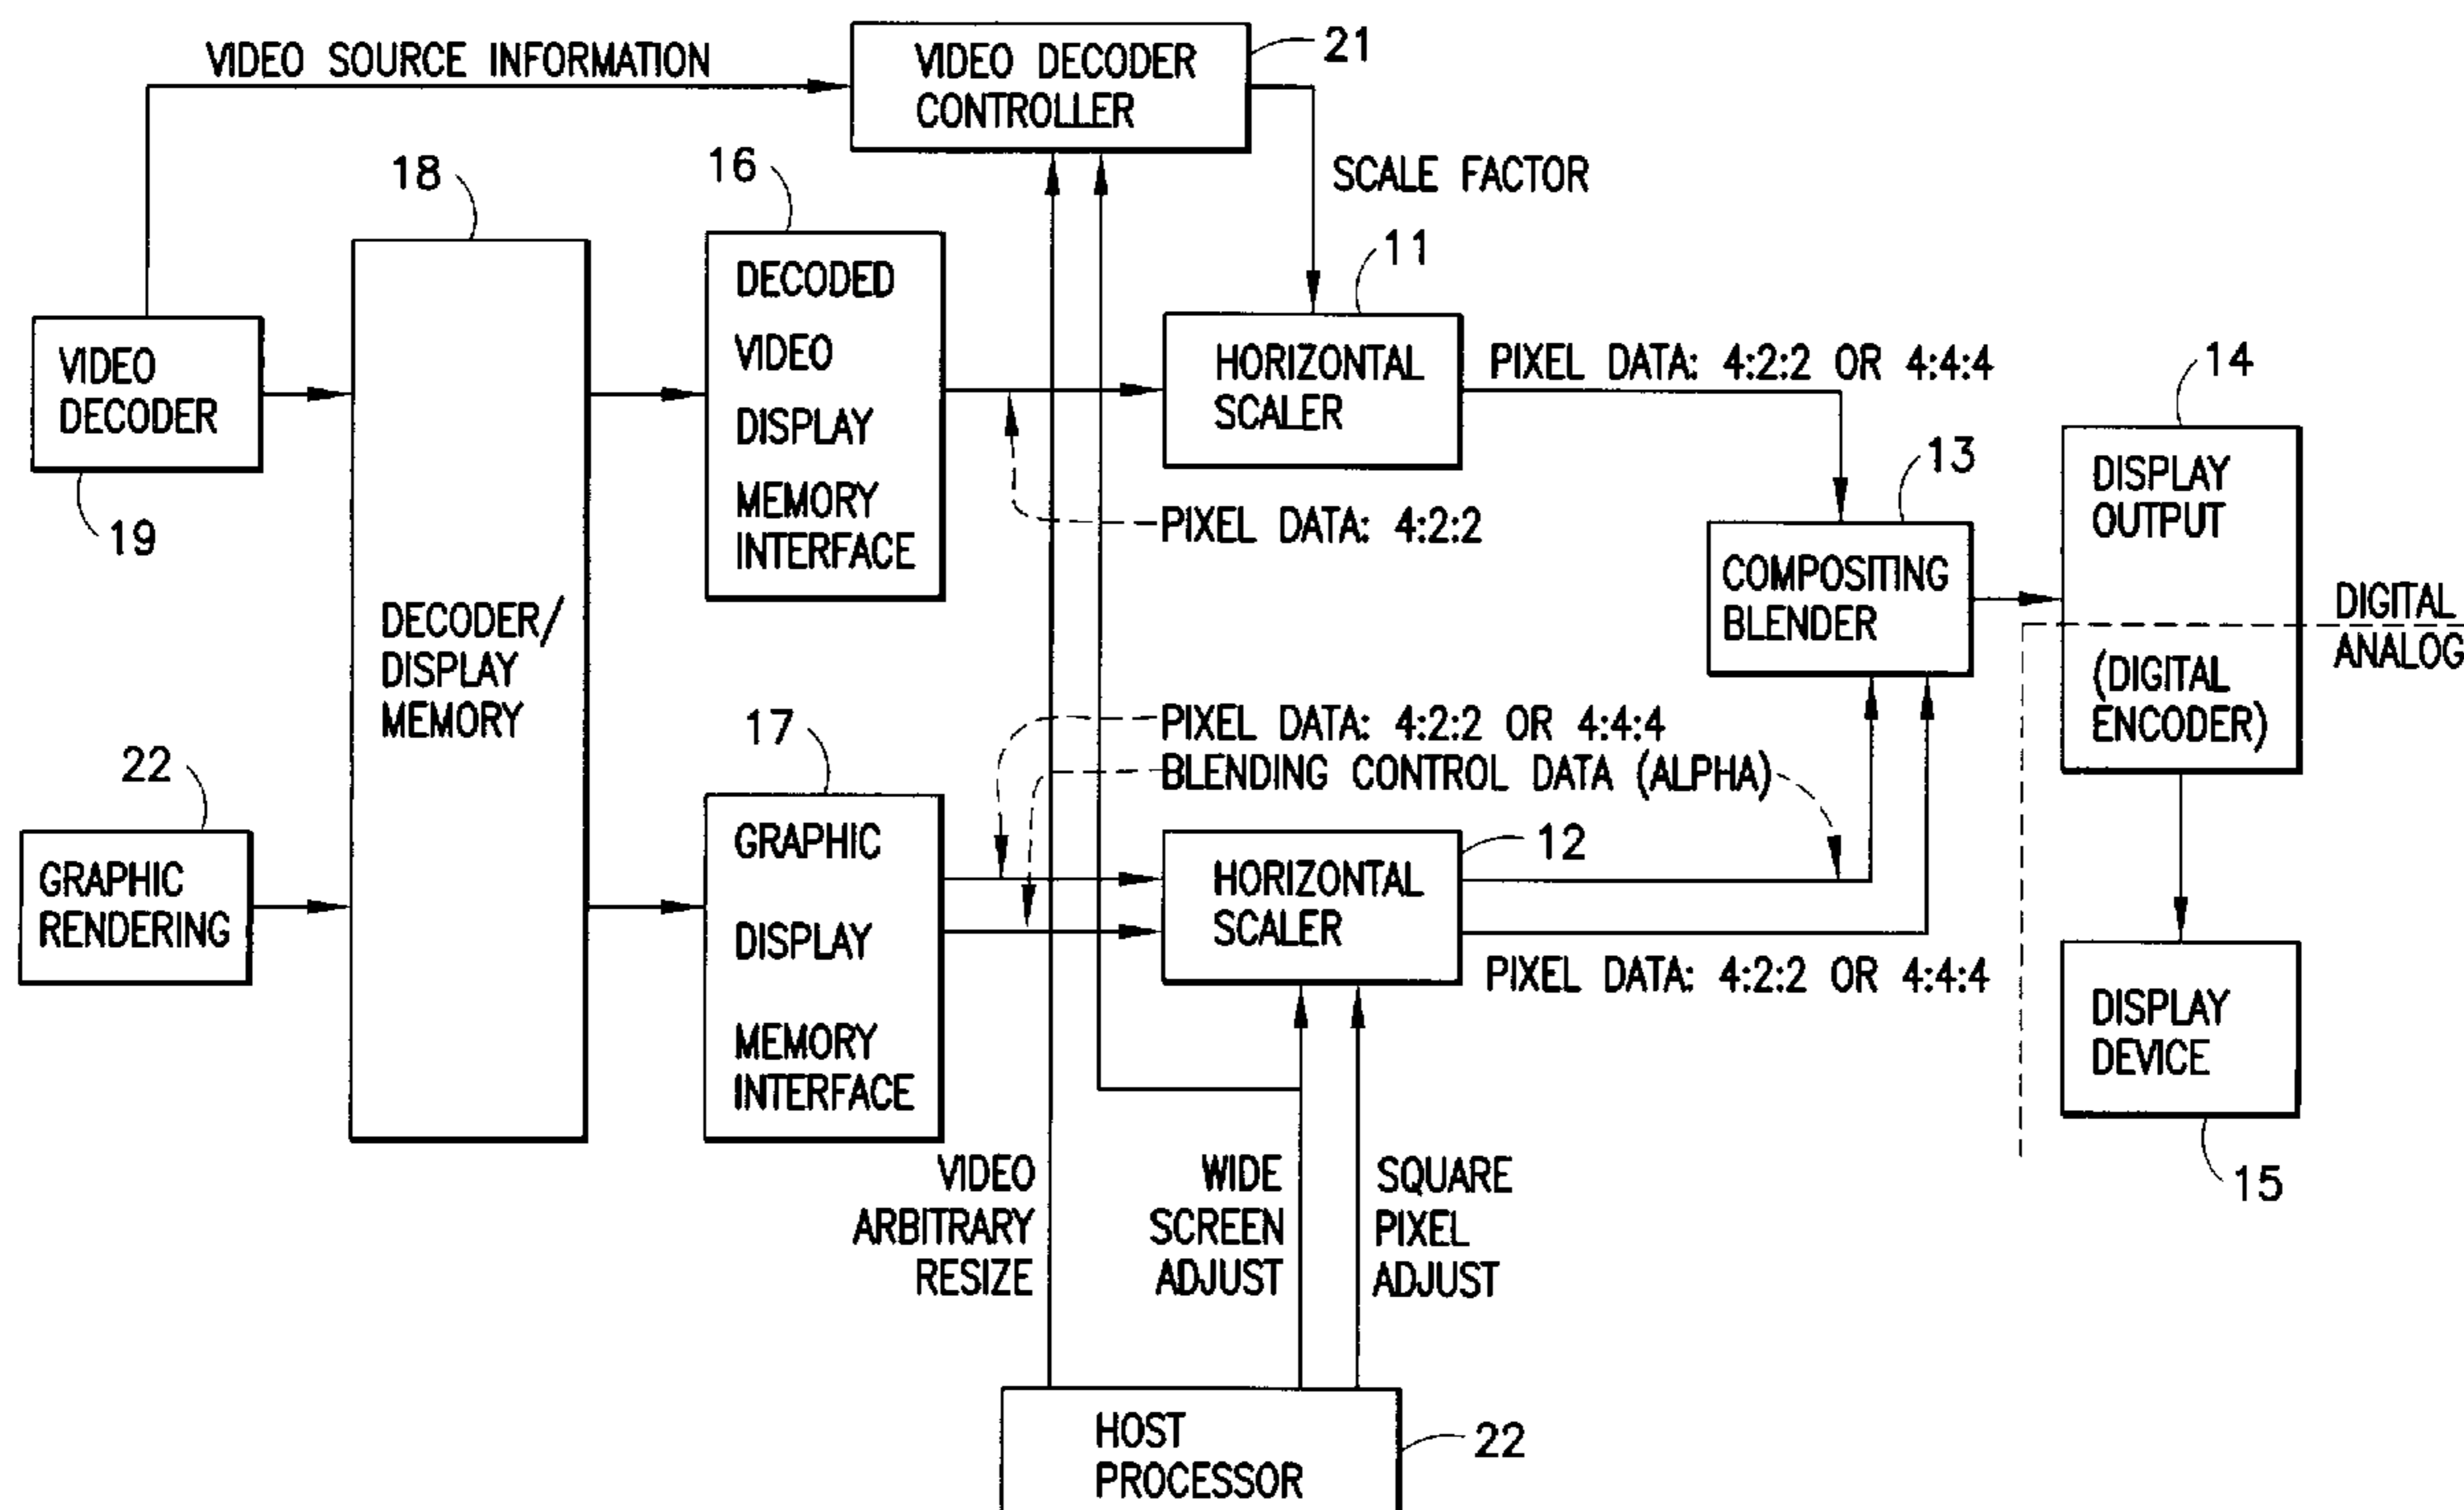 VIDEO SOURCE INFORMATION
VIDEO DECODER
CONTROLLER
21
SCALE FACTOR
18
16
11
VIDEO
DECODER
19
DECODER/
DISPLAY
MEMORY
DECODED
VIDEO
DISPLAY
MEMORY
INTERFACE
HORIZONTAL
SCALER
PIXEL DATA: 4:2:2 OR 4:4:4
PIXEL DATA: 4:2:2
14
DISPLAY
OUTPUT
(DIGITAL
ENCODER)
13
COMPOSITING
BLENDER
DIGITAL
ANALOG
22
GRAPHIC
RENDERING
17
GRAPHIC
DISPLAY
MEMORY
INTERFACE
PIXEL DATA: 4:2:2 OR 4:4:4
BLENDING CONTROL DATA (ALPHA)
12
HORIZONTAL
SCALER
PIXEL DATA: 4:2:2 OR 4:4:4
DISPLAY
DEVICE
15
VIDEO
ARBITRARY
RESIZE
WIDE
SCREEN
ADJUST
SQUARE
PIXEL
ADJUST
HOST
PROCESSOR
22